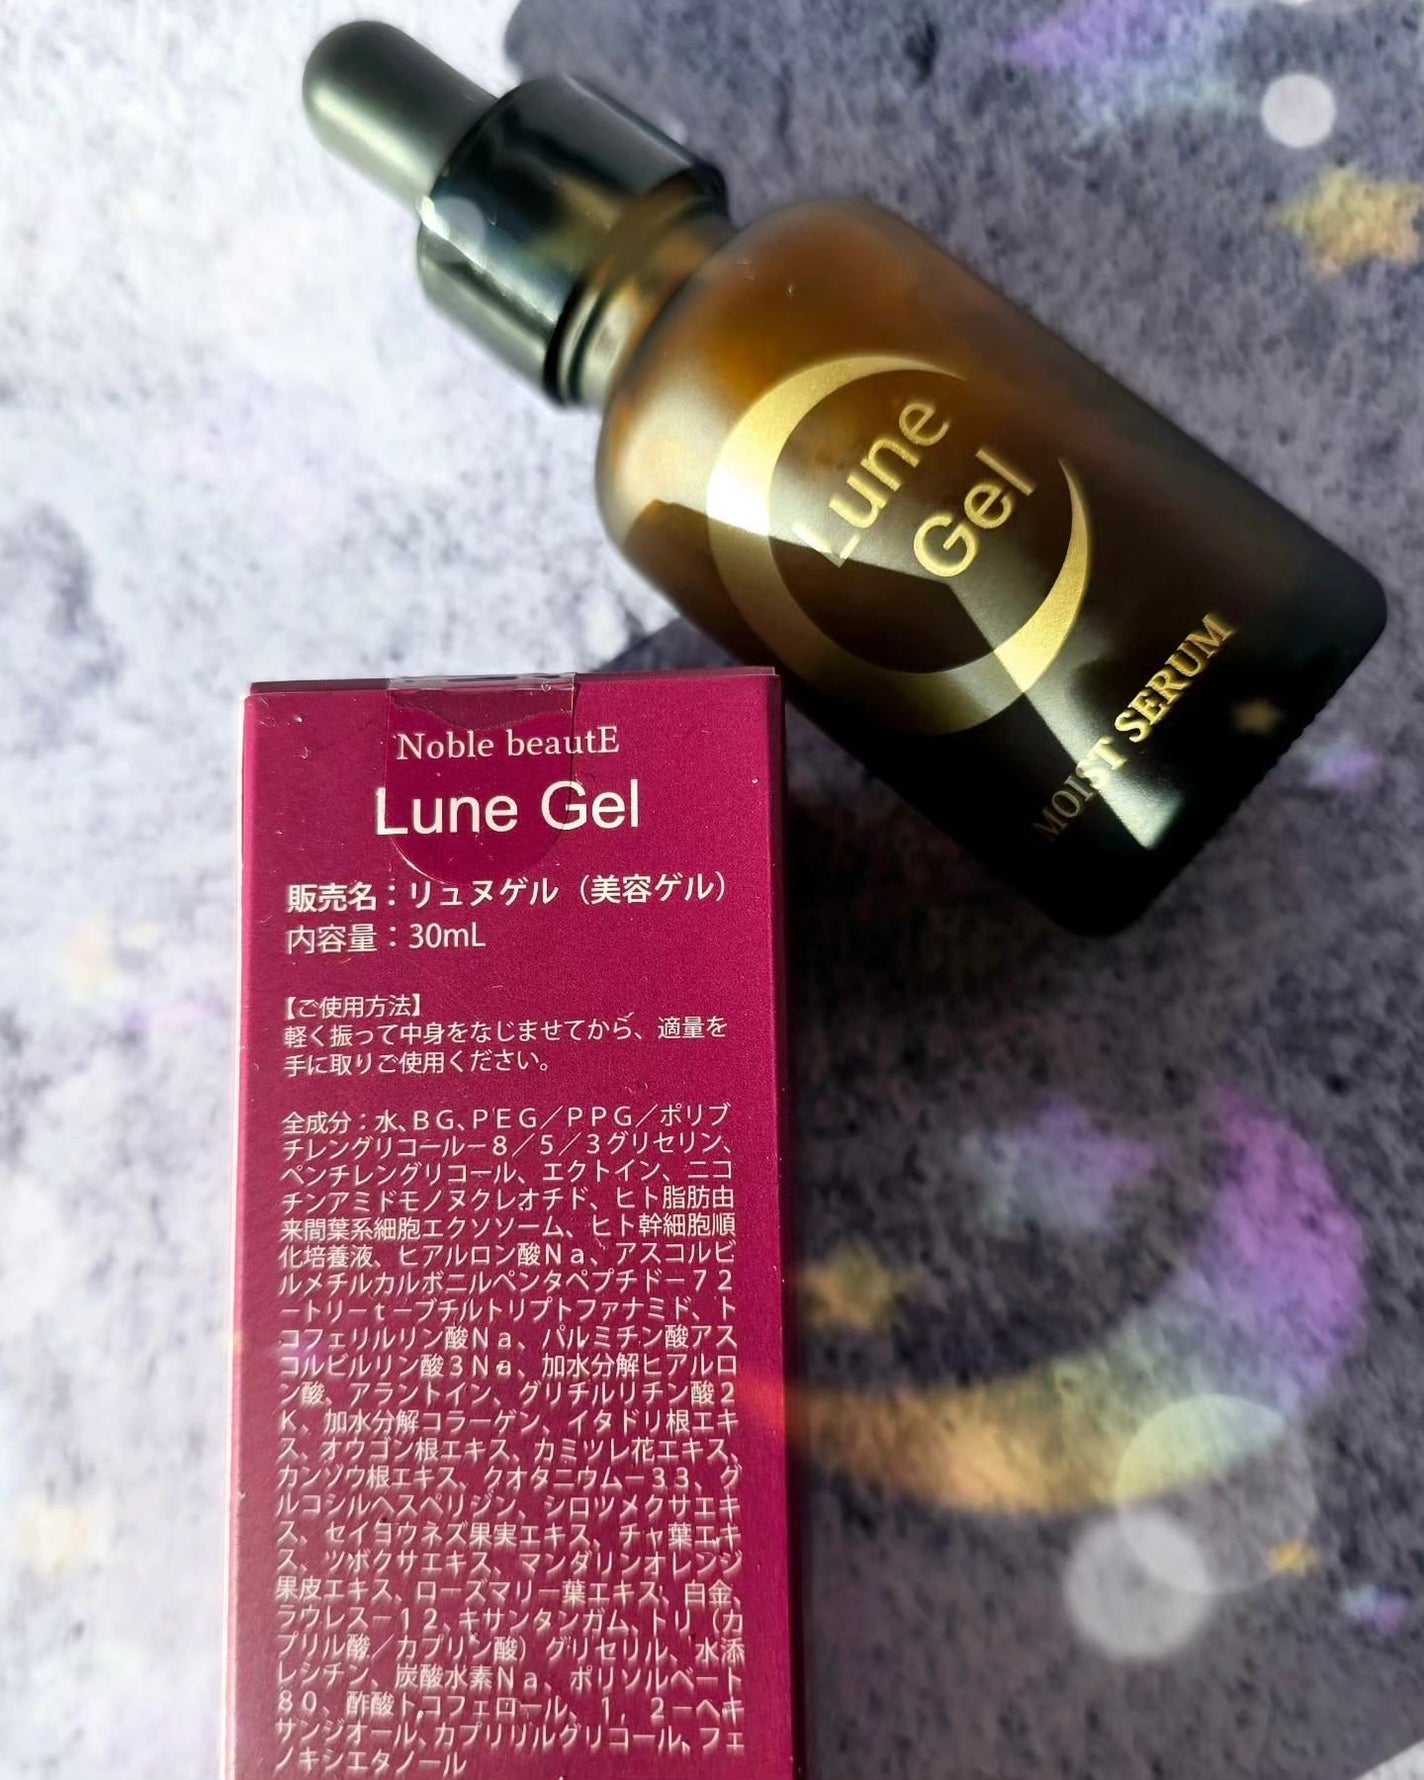 Lune
Gel
MOIST SERUM
Noble beautE
Lune Gel
販売名：リュヌゲル（美容ゲル）
内容量：30mL
【ご使用方法】
軽く振って中身をなじませてから、適量を
手に取りご使用ください。
全成分：水、ＢＧ、ＰＥＧ／ＰＰＧ／ポリブ
チレングリコール－８／５／３グリセリン、
ペンチレングリコール、エクトイン、ニコ
チンアミドモノヌクレオチド、ヒト脂肪由
来間葉系細胞エクソソーム、ヒト幹細胞順
化培養液、ヒアルロン酸Ｎａ、アスコルビ
ルメチルカルボニルペンタペプチド－７２
－トリ－ｔ－ブチルトリプトファナミド、ト
コフェリルリン酸Ｎａ、パルミチン酸アス
コルビルリン酸３Ｎａ、加水分解ヒアルロ
ン酸、アラントイン、グリチルリチン酸２
Ｋ、加水分解コラーゲン、イタドリ根エキ
ス、オウゴン根エキス、カミツレ花エキス、
カンゾウ根エキス、クオタニウム－３３、グ
ルコシルヘスペリジン、シロツメクサエキ
ス、セイヨウネズ果実エキス、チャ葉エキ
ス、ツボクサエキス、マンダリンオレンジ
果皮エキス、ローズマリー葉エキス、白金、
ラウレス－１２、キサンタンガム、トリ（カ
プリル酸／カプリン酸）グリセリル、水添
レシチン、炭酸水素Ｎａ、ポリソルベート
８０、酢酸トコフェロール、１，２－ヘキ
サンジオール、カプリリルグリコール、フェ
ノキシエタノール